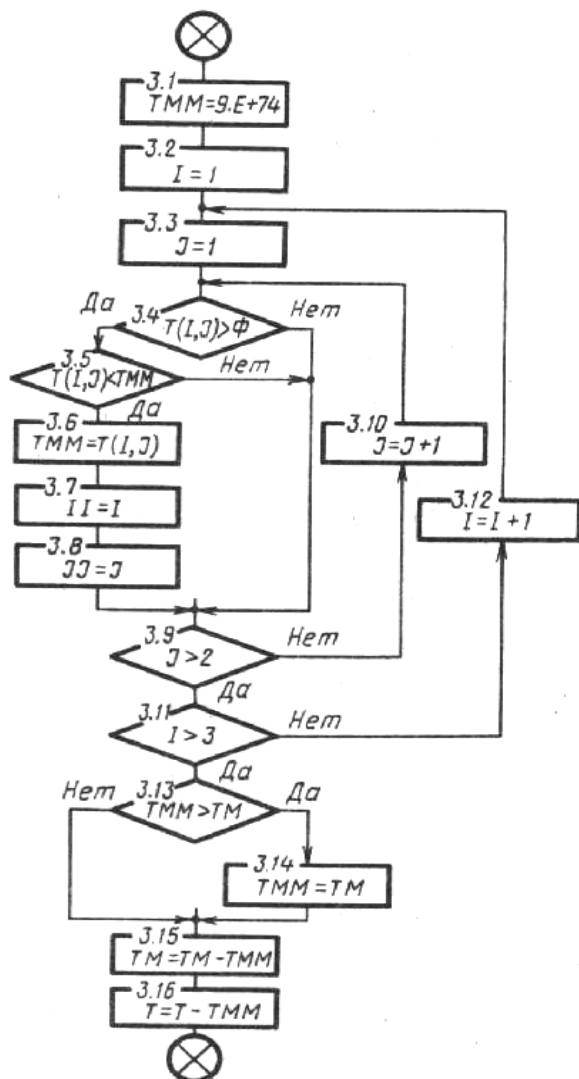 3.1
TMM=9.E+74
3.2
I = 1
3.3
J=1
Да
3.4
T(I,J)>Ф
Нет
3.5
T(I,J)<TMM
Нет
Да
3.6
TMM=T(I,J)
3.10
J=J+1
3.7
II=I
3.12
I=I+1
3.8
JJ=J
3.9
J>2
Нет
Да
3.11
I>3
Нет
Да
Нет
3.13
TMM>TM
Да
3.14
TMM=TM
3.15
TM=TM-TMM
3.16
T=T-TMM